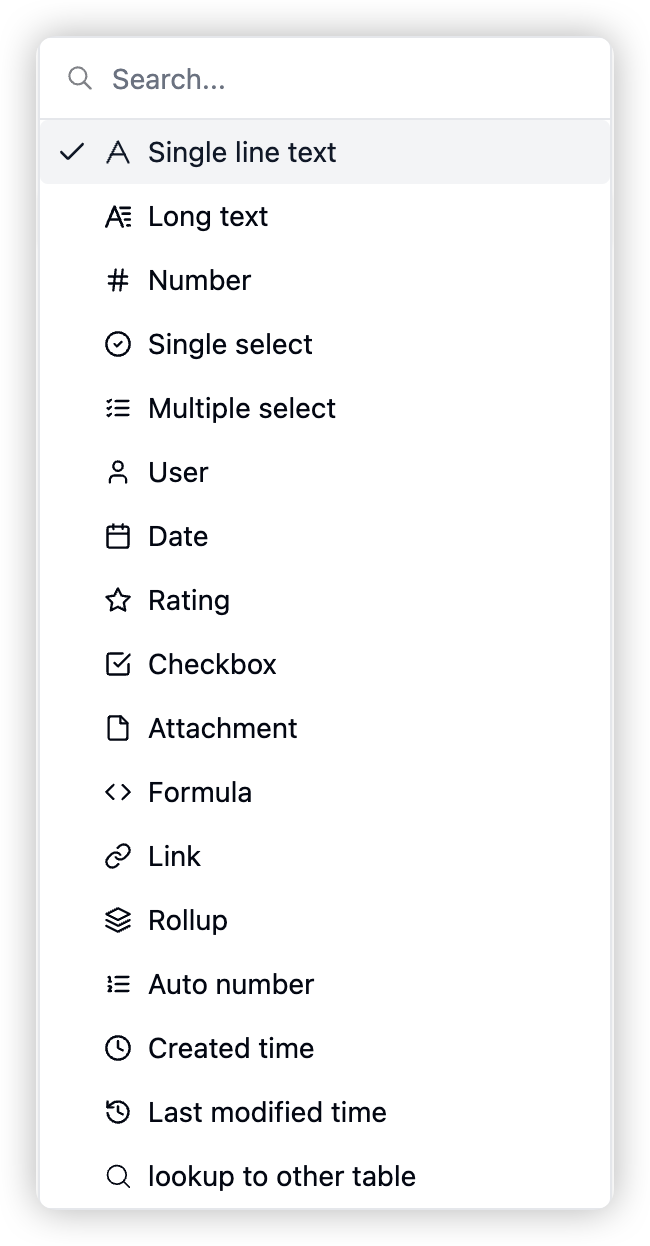 Search...
Single line text
Long text
Number
Single select
Multiple select
User
Date
Rating
Checkbox
Attachment
Formula
Link
Rollup
Auto number
Created time
Last modified time
lookup to other table